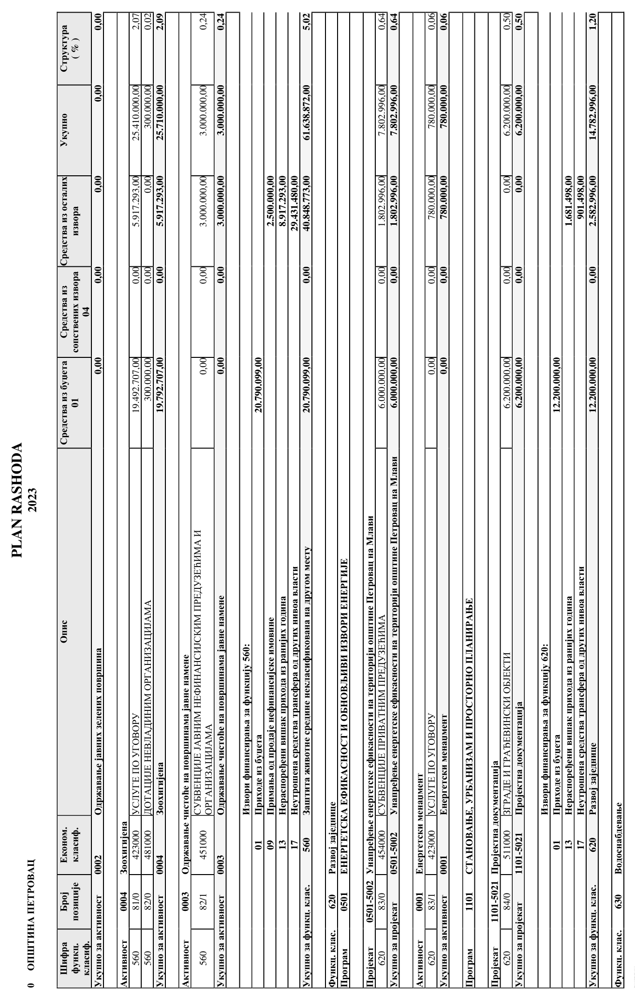 PLAN RASHODA
2023
0 ОПШТИНА ПЕТРОВАЦ
Шифра функц. класиф. Број позиције Економ. класиф. Опис Средства из буџета 01 Средства из сопствених извора 04 Средства из осталих извора Укупно Структура ( % )
Укупно за активност 0002 Одржавање јавних зелених површина 0,00 0,00 0,00 0,00 0,00
Активност 0004 Зоохигијена
560 81/0 423000 УСЛУГЕ ПО УГОВОРУ 19.492.707,00 0,00 5.917.293,00 25.410.000,00 2,07
560 82/0 481000 ДОТАЦИЈЕ НЕВЛАДИНИМ ОРГАНИЗАЦИЈАМА 300.000,00 0,00 0,00 300.000,00 0,02
Укупно за активност 0004 Зоохигијена 19.792.707,00 0,00 5.917.293,00 25.710.000,00 2,09
Активност 0003 Одржавање чистоће на површинама јавне намене
560 82/1 451000 СУБВЕНЦИЈЕ ЈАВНИМ НЕФИНАНСИЈСКИМ ПРЕДУЗЕЋИМА И ОРГАНИЗАЦИЈАМА 0,00 0,00 3.000.000,00 3.000.000,00 0,24
Укупно за активност 0003 Одржавање чистоће на површинама јавне намене 0,00 0,00 3.000.000,00 3.000.000,00 0,24
Извори финансирања за функцију 560:
01 Приходе из буџета 20.790.099,00
09 Примања од продаје нефинансијске имовине 2.500.000,00
13 Нераспоређени вишак прихода из ранијих година 8.917.293,00
17 Неутрошена средства трансфера од других нивоа власти 29.431.480,00
Укупно за функц. клас. 560 Заштита животне средине некласификована на другом месту 20.790.099,00 0,00 40.848.773,00 61.638.872,00 5,02
Функц. клас. 620 Развој заједнице
Програм 0501 ЕНЕРГЕТСКА ЕФИКАСНОСТ И ОБНОВЉИВИ ИЗВОРИ ЕНЕРГИЈЕ
Пројекат 0501-5002 Унапређење енергетске ефикасности на територији општине Петровац на Млави
620 83/0 454000 СУБВЕНЦИЈЕ ПРИВАТНИМ ПРЕДУЗЕЋИМА 6.000.000,00 0,00 1.802.996,00 7.802.996,00 0,64
Укупно за пројекат 0501-5002 Унапређење енергетске ефикасности на територији општине Петровац на Млави 6.000.000,00 0,00 1.802.996,00 7.802.996,00 0,64
Активност 0001 Енергетски менаџмент
620 83/1 423000 УСЛУГЕ ПО УГОВОРУ 0,00 0,00 780.000,00 780.000,00 0,06
Укупно за активност 0001 Енергетски менаџмент 0,00 0,00 780.000,00 780.000,00 0,06
Програм 1101 СТАНОВАЊЕ, УРБАНИЗАМ И ПРОСТОРНО ПЛАНИРАЊЕ
Пројекат 1101-5021 Пројектна документација
620 84/0 511000 ЗГРАДЕ И ГРАЂЕВИНСКИ ОБЈЕКТИ 6.200.000,00 0,00 0,00 6.200.000,00 0,50
Укупно за пројекат 1101-5021 Пројектна документација 6.200.000,00 0,00 0,00 6.200.000,00 0,50
Извори финансирања за функцију 620:
01 Приходе из буџета 12.200.000,00
13 Нераспоређени вишак прихода из ранијих година 1.681.498,00
17 Неутрошена средства трансфера од других нивоа власти 901.498,00
Укупно за функц. клас. 620 Развој заједнице 12.200.000,00 0,00 2.582.996,00 14.782.996,00 1,20
Функц. клас. 630 Водоснабдевање